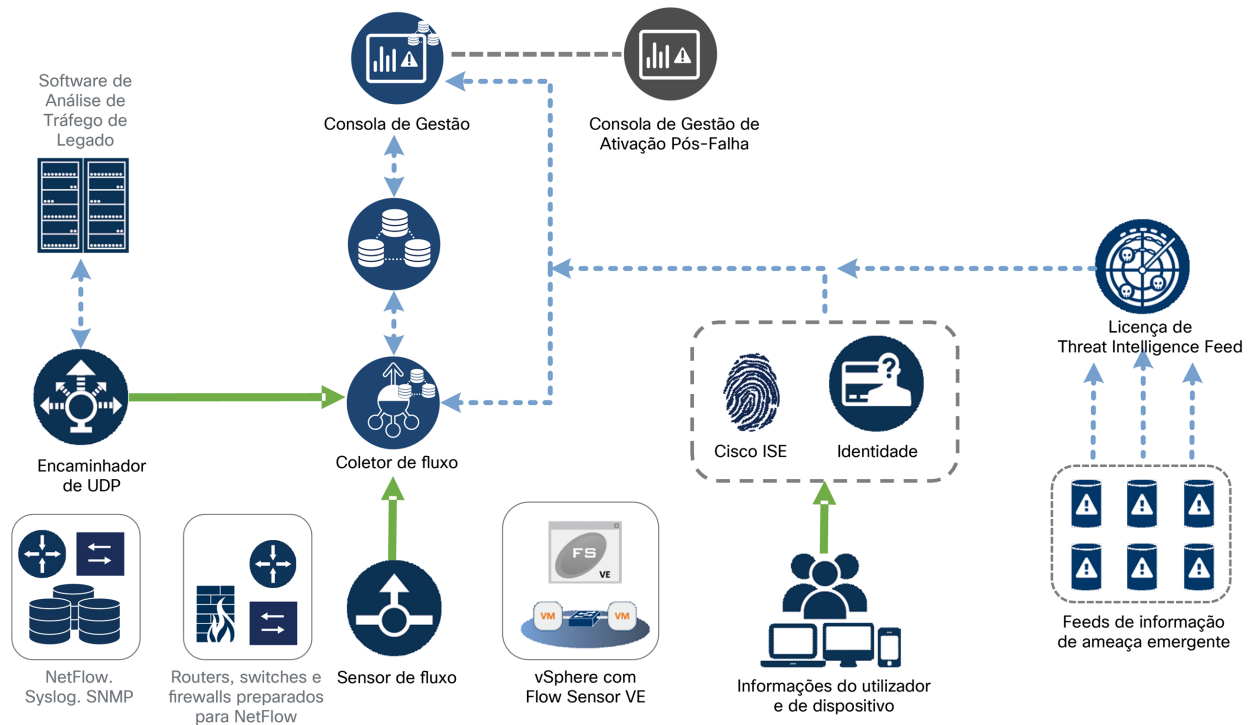 Software de
Análise de
Tráfego de
Legado
Consola de Gestão
Consola de Gestão de
Ativação Pós-Falha
Licença de
Threat Intelligence Feed
Encaminhador
de UDP
Coletor de fluxo
Cisco ISE
Identidade
?
FS
VE
VM
VM
NetFlow.
Syslog. SNMP
Routers, switches e
firewalls preparados
para NetFlow
Sensor de fluxo
vSphere com
Flow Sensor VE
Informações do utilizador
e de dispositivo
Feeds de informação
de ameaça emergente